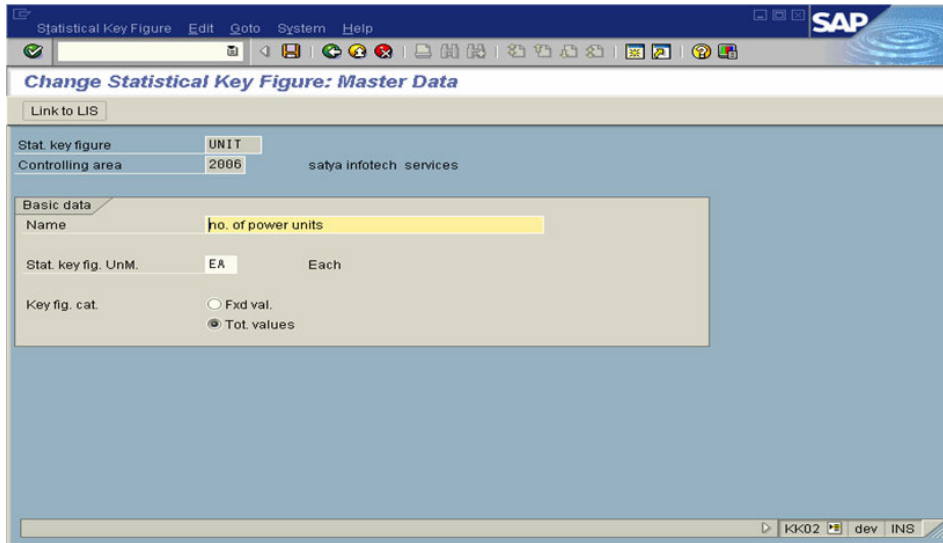 Statistical Key Figure Edit Goto System Help
SAP
Change Statistical Key Figure: Master Data
Link to LIS
Stat. key figure UNIT
Controlling area 2006 satya infotech services
Basic data
Name no. of power units
Stat. key fig. UnM. EA Each
Key fig. cat. Fxd val.
Tot. values
KK02 dev INS